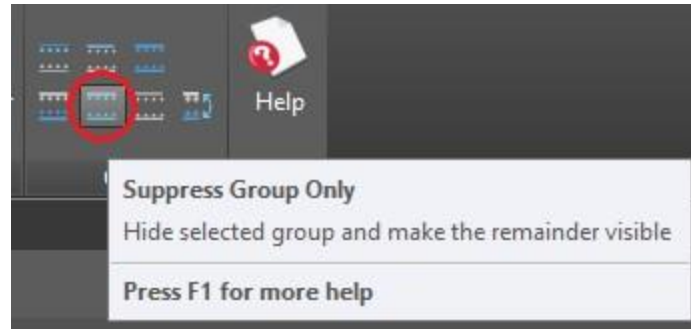 Help
Suppress Group Only
Hide selected group and make the remainder visible
Press F1 for more help